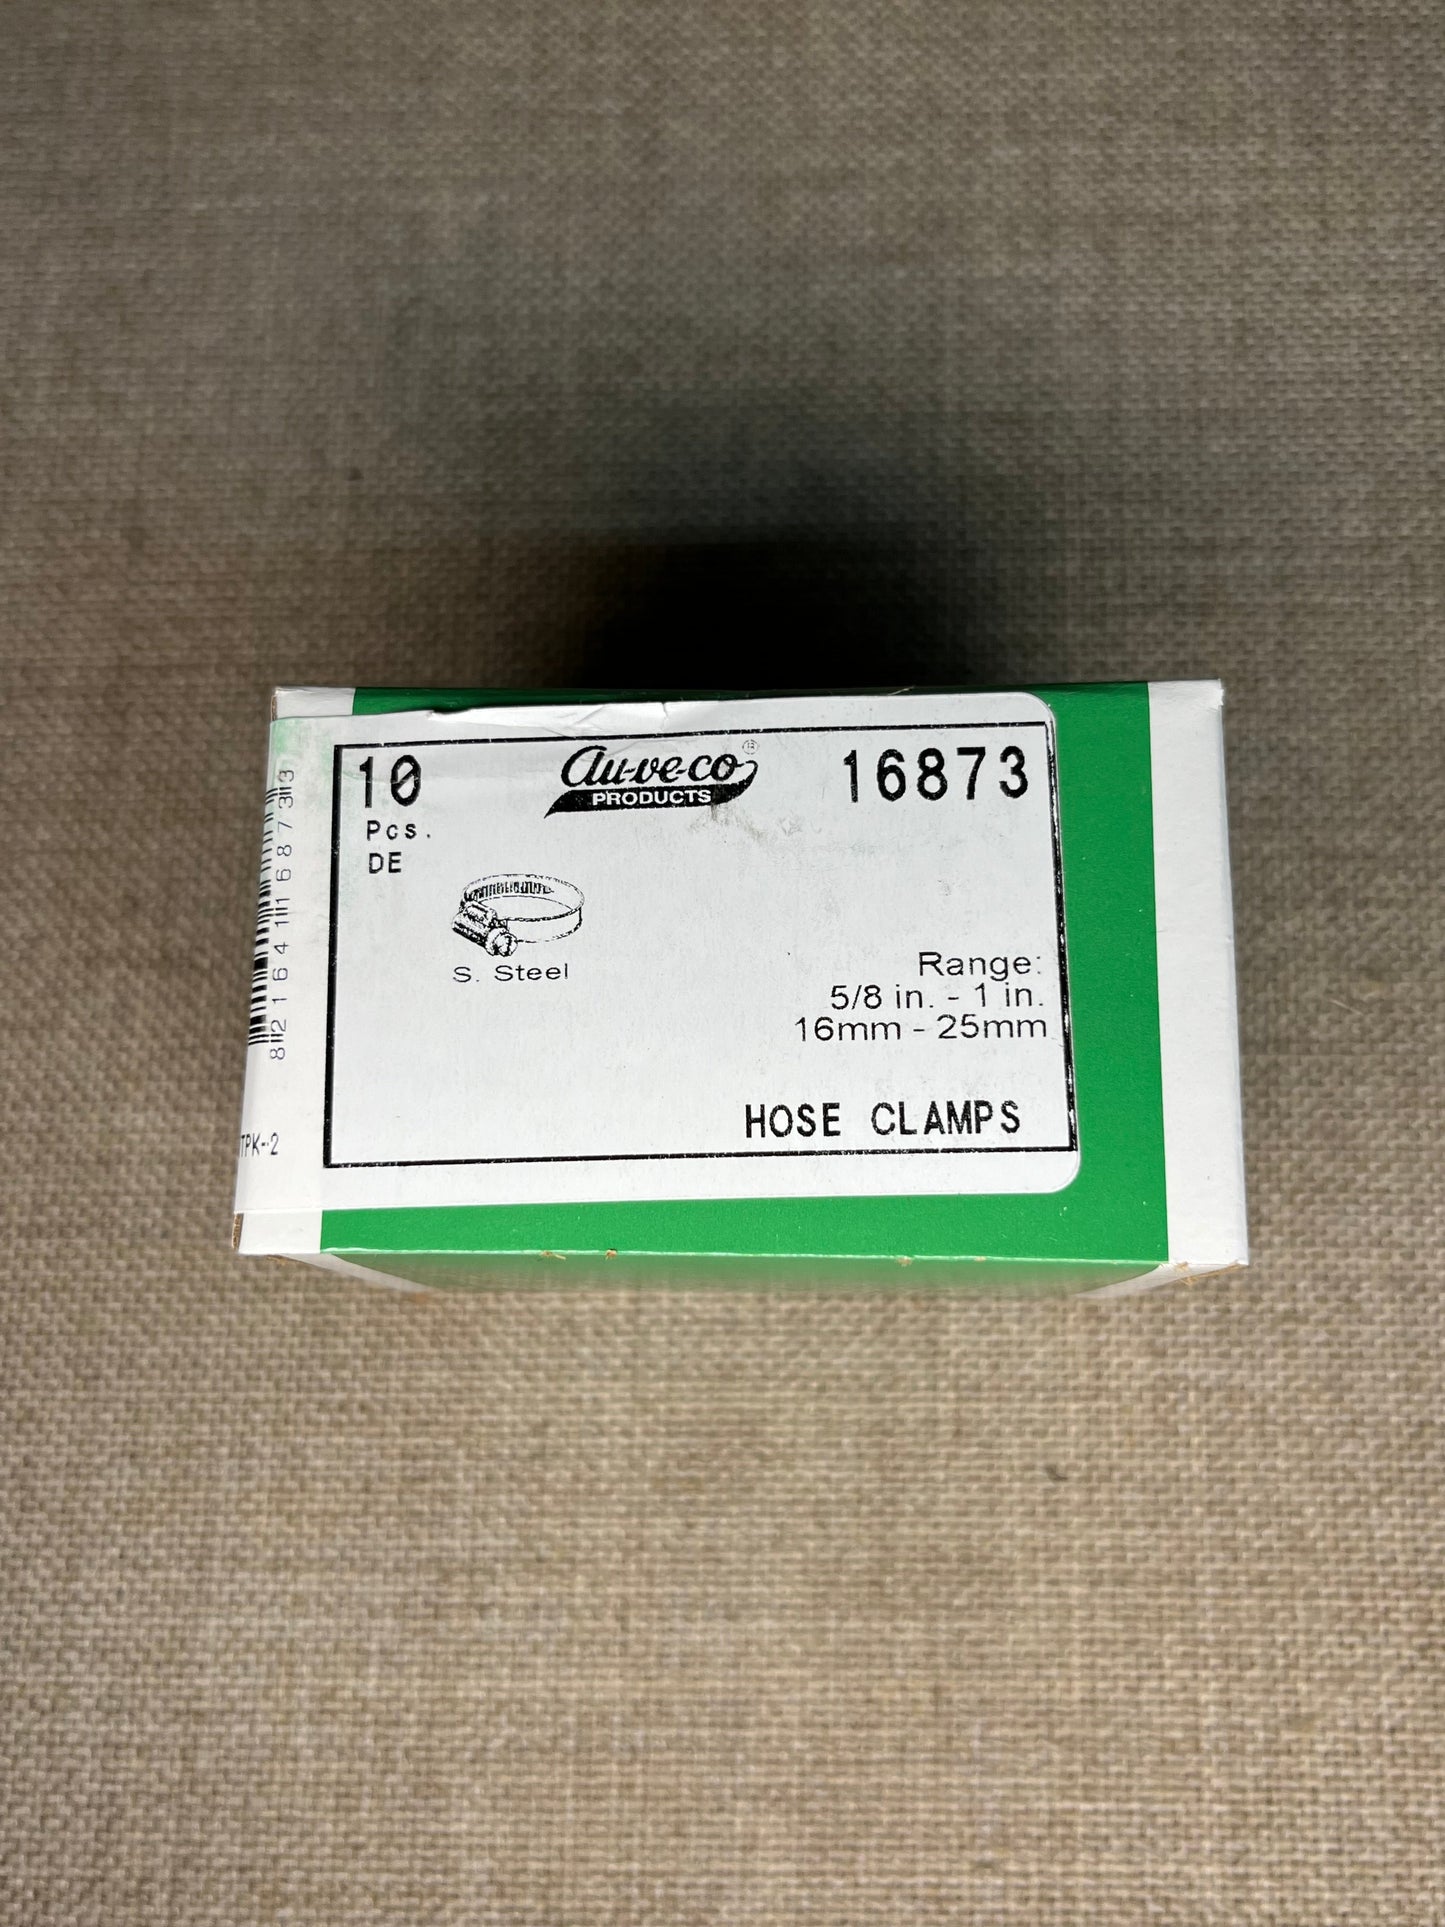 10
Pcs.
DE
au-ve-co ®
PRODUCTS
16873
S. Steel
Range:
5/8 in. - 1 in.
16mm - 25mm
HOSE CLAMPS
8 21641 16873 3
TPK-2